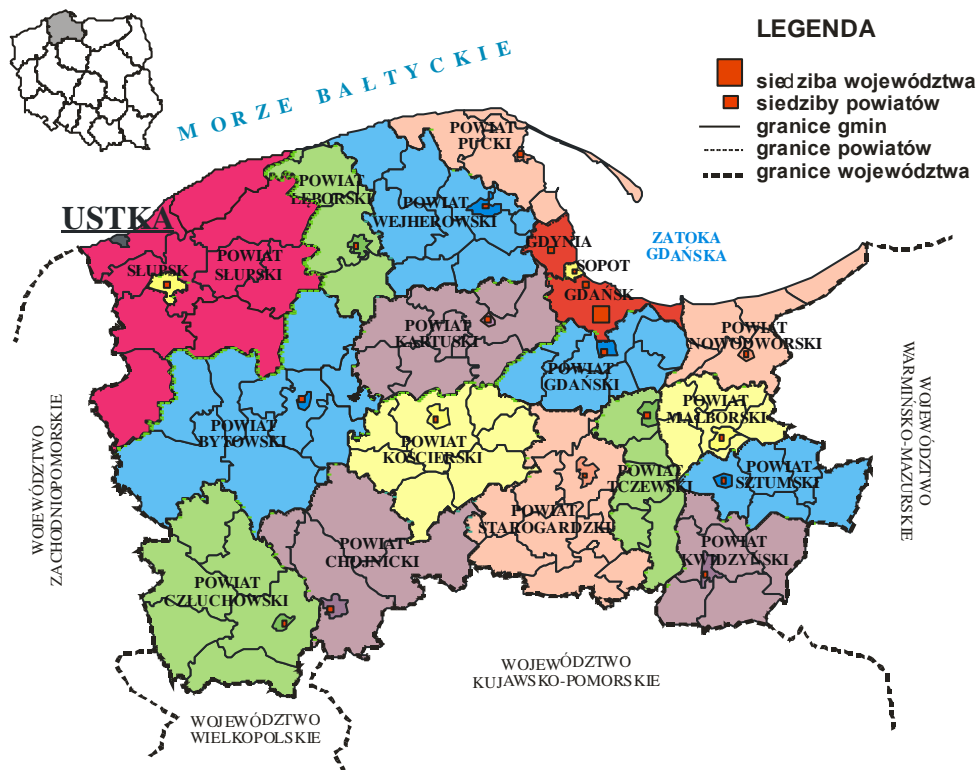 LEGENDA
siedziba województwa
siedziby powiatów
granice gmin
granice powiatów
granice województwa
MORZE BAŁTYCKIE
POWIAT
PUCKI
POWIAT
LĘBORSKI
POWIAT
WEJHEROWSKI
USTKA
GDYNIA
ZATOKA
GDAŃSKA
SŁUPSK
POWIAT
SŁUPSKI
SOPOT
GDAŃSK
POWIAT
KARTUSKI
POWIAT
NOWODWORSKI
POWIAT
GDAŃSKI
POWIAT
MALBORSKI
POWIAT
BYTOWSKI
POWIAT
KOŚCIERSKI
POWIAT
TCZEWSKI
POWIAT
SZTUMSKI
POWIAT
STAROGARDZKI
POWIAT
CHOJNICKI
POWIAT
KWIDZYŃSKI
POWIAT
CZŁUCHOWSKI
WOJEWÓDZTWO
ZACHODNIOPOMORSKIE
WOJEWÓDZTWO
WARMIŃSKO-MAZURSKIE
WOJEWÓDZTWO
KUJAWSKO-POMORSKIE
WOJEWÓDZTWO
WIELKOPOLSKIE